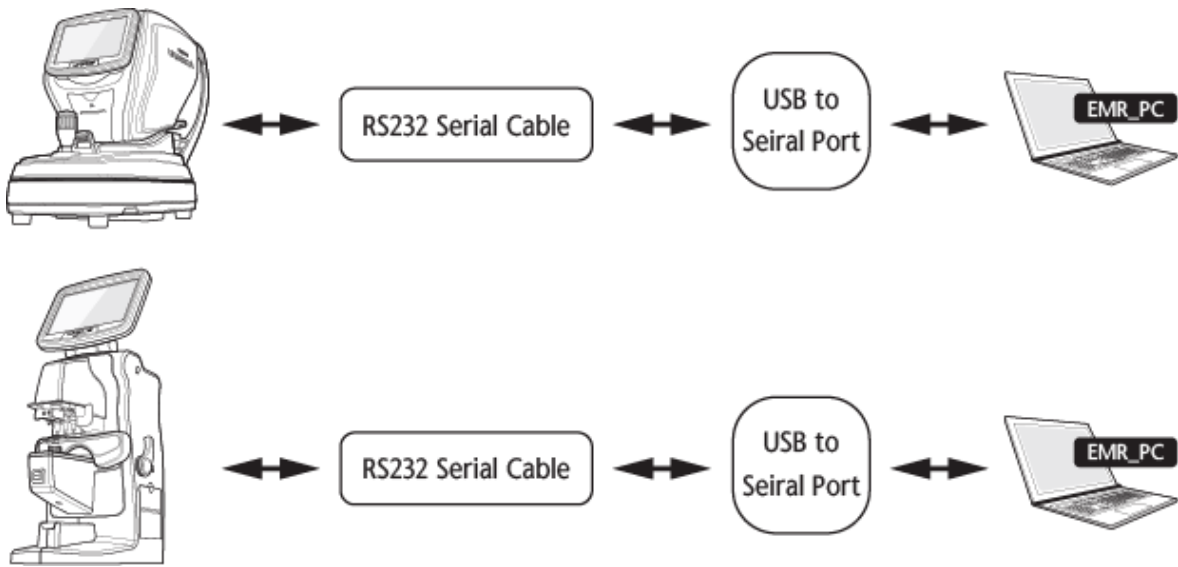 RS232 Serial Cable
USB to
Seiral Port
EMR_PC
RS232 Serial Cable
USB to
Seiral Port
EMR_PC